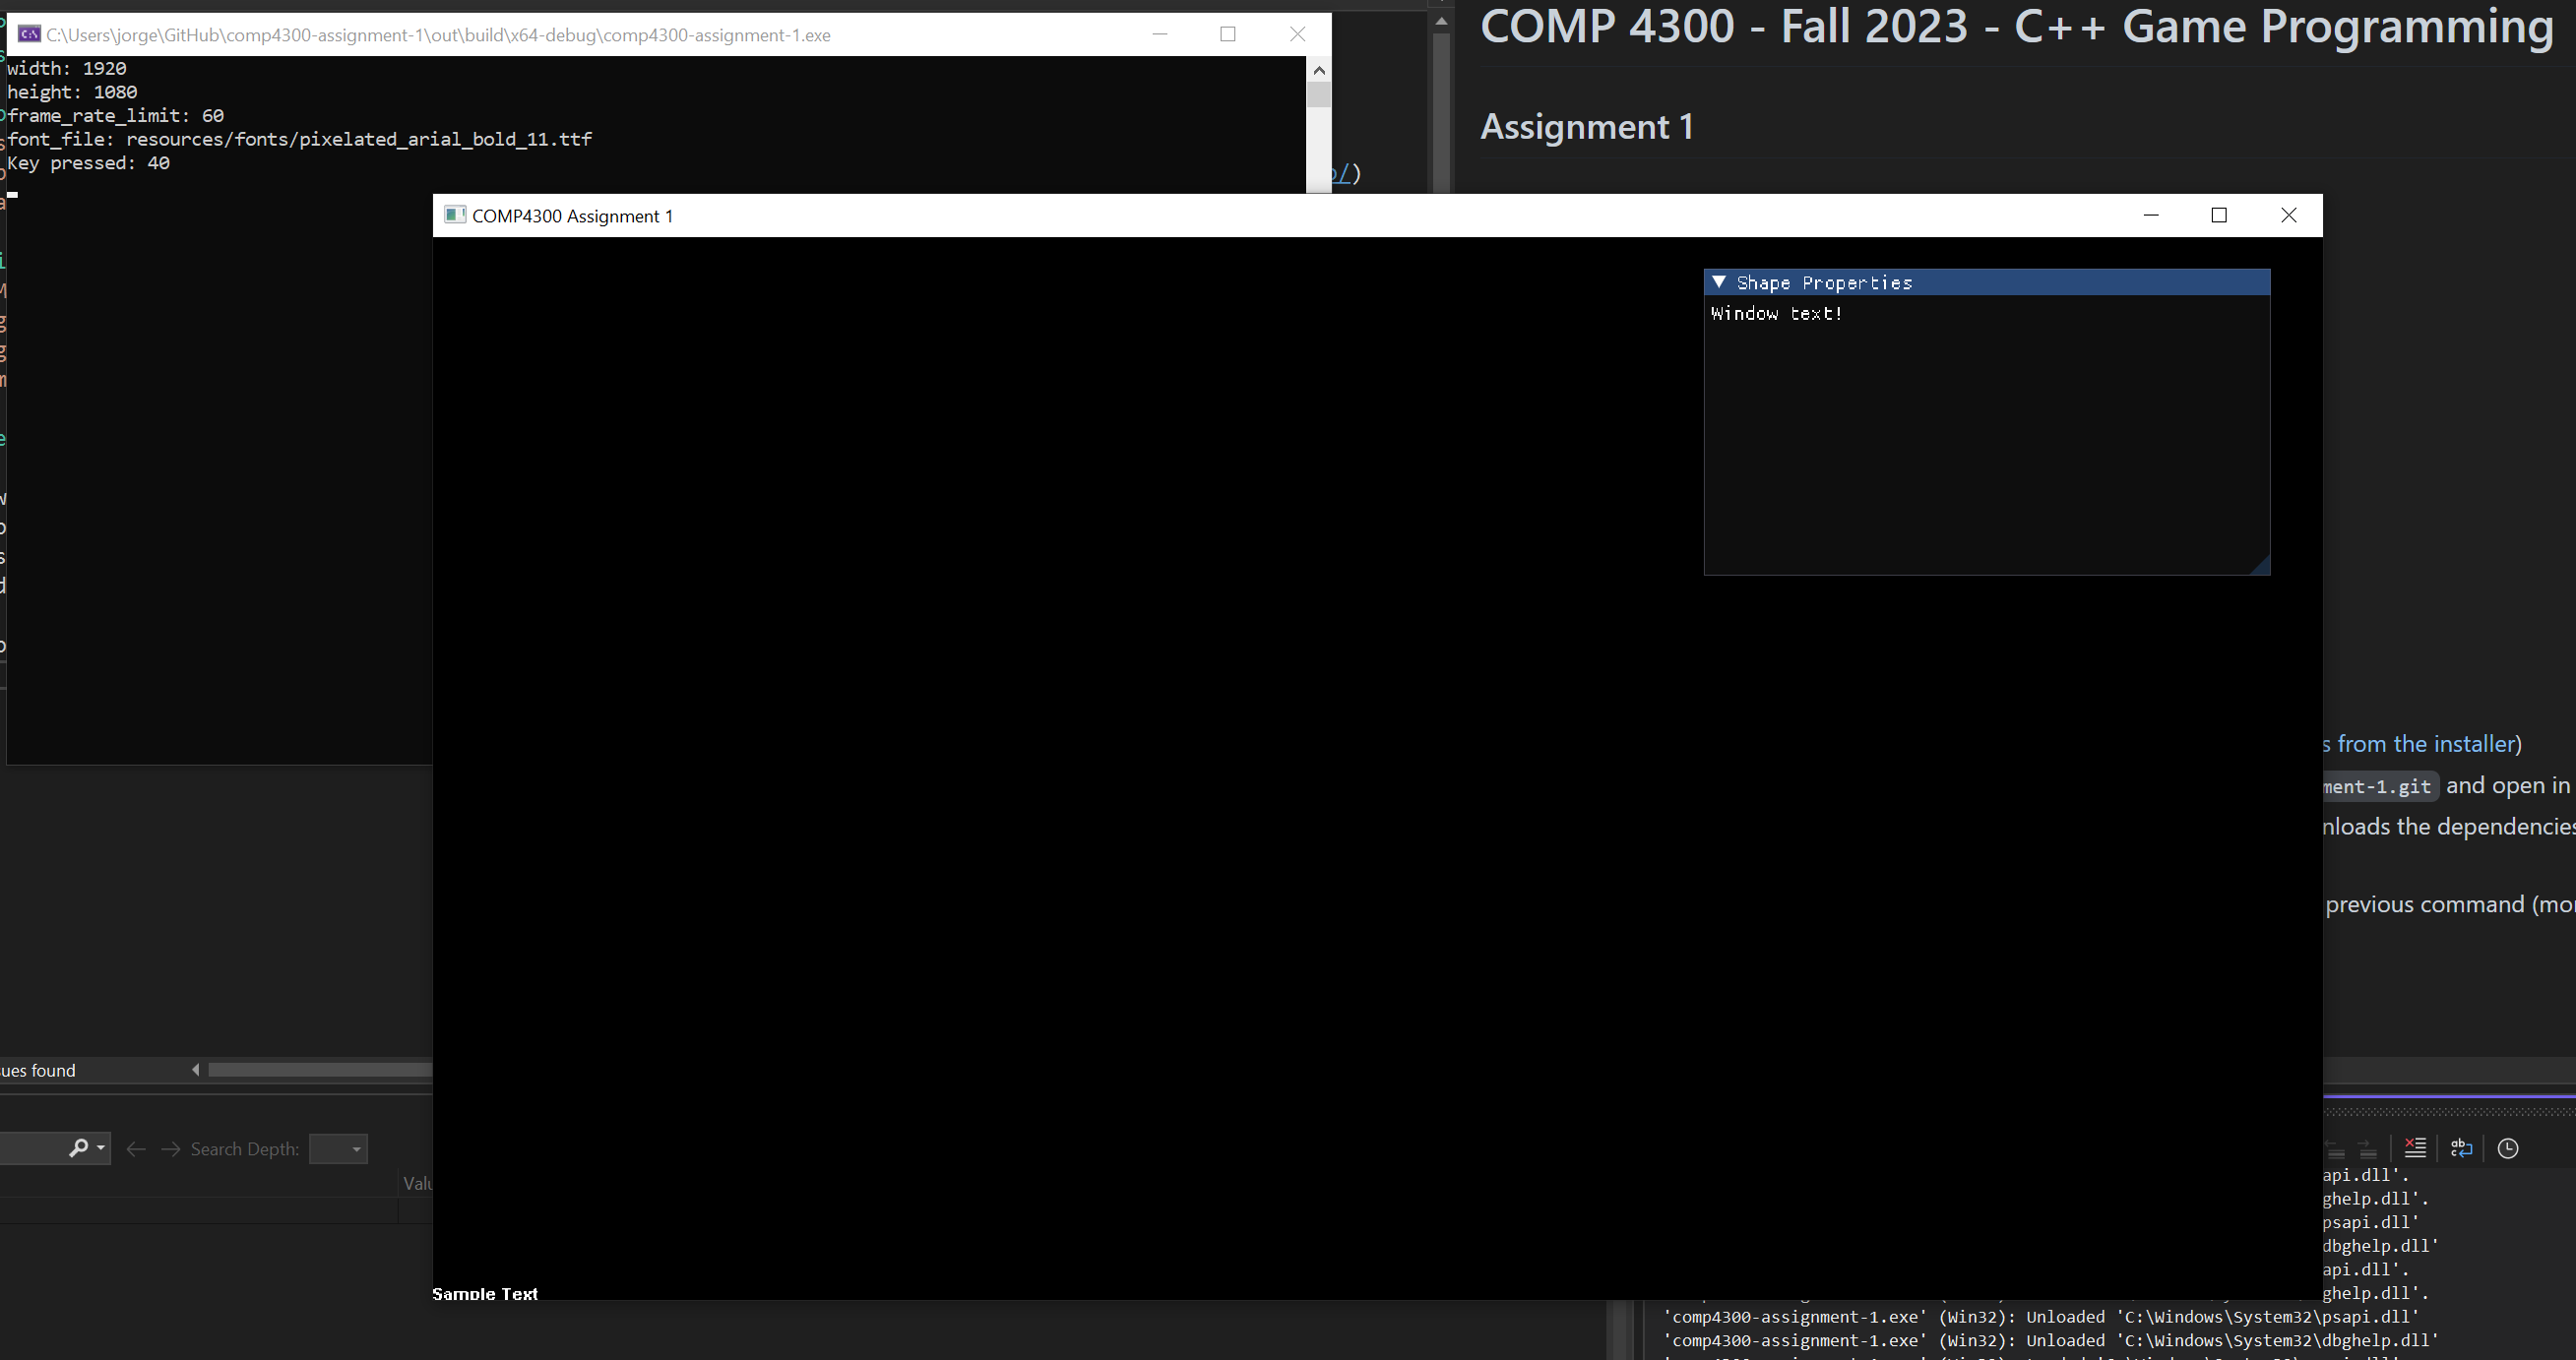 C:\Users\jorge\GitHub\comp4300-assignment-1\out\build\x64-debug\comp4300-assignment-1.exe
width: 1920
height: 1080
frame_rate_limit: 60
font_file: resources/fonts/pixelated_arial_bold_11.ttf
Key pressed: 40
COMP 4300 - Fall 2023 - C++ Game Programming
Assignment 1
COMP4300 Assignment 1
Shape Properties
Window text!
Sample Text
s from the installer)
ment-1.git and open in
nloads the dependencies
previous command (mor
ues found
Search Depth:
Valu
api.dll'.
ghelp.dll'.
psapi.dll'
dbghelp.dll'
api.dll'.
ghelp.dll'.
'comp4300-assignment-1.exe' (Win32): Unloaded 'C:\Windows\System32\psapi.dll'
'comp4300-assignment-1.exe' (Win32): Unloaded 'C:\Windows\System32\dbghelp.dll'